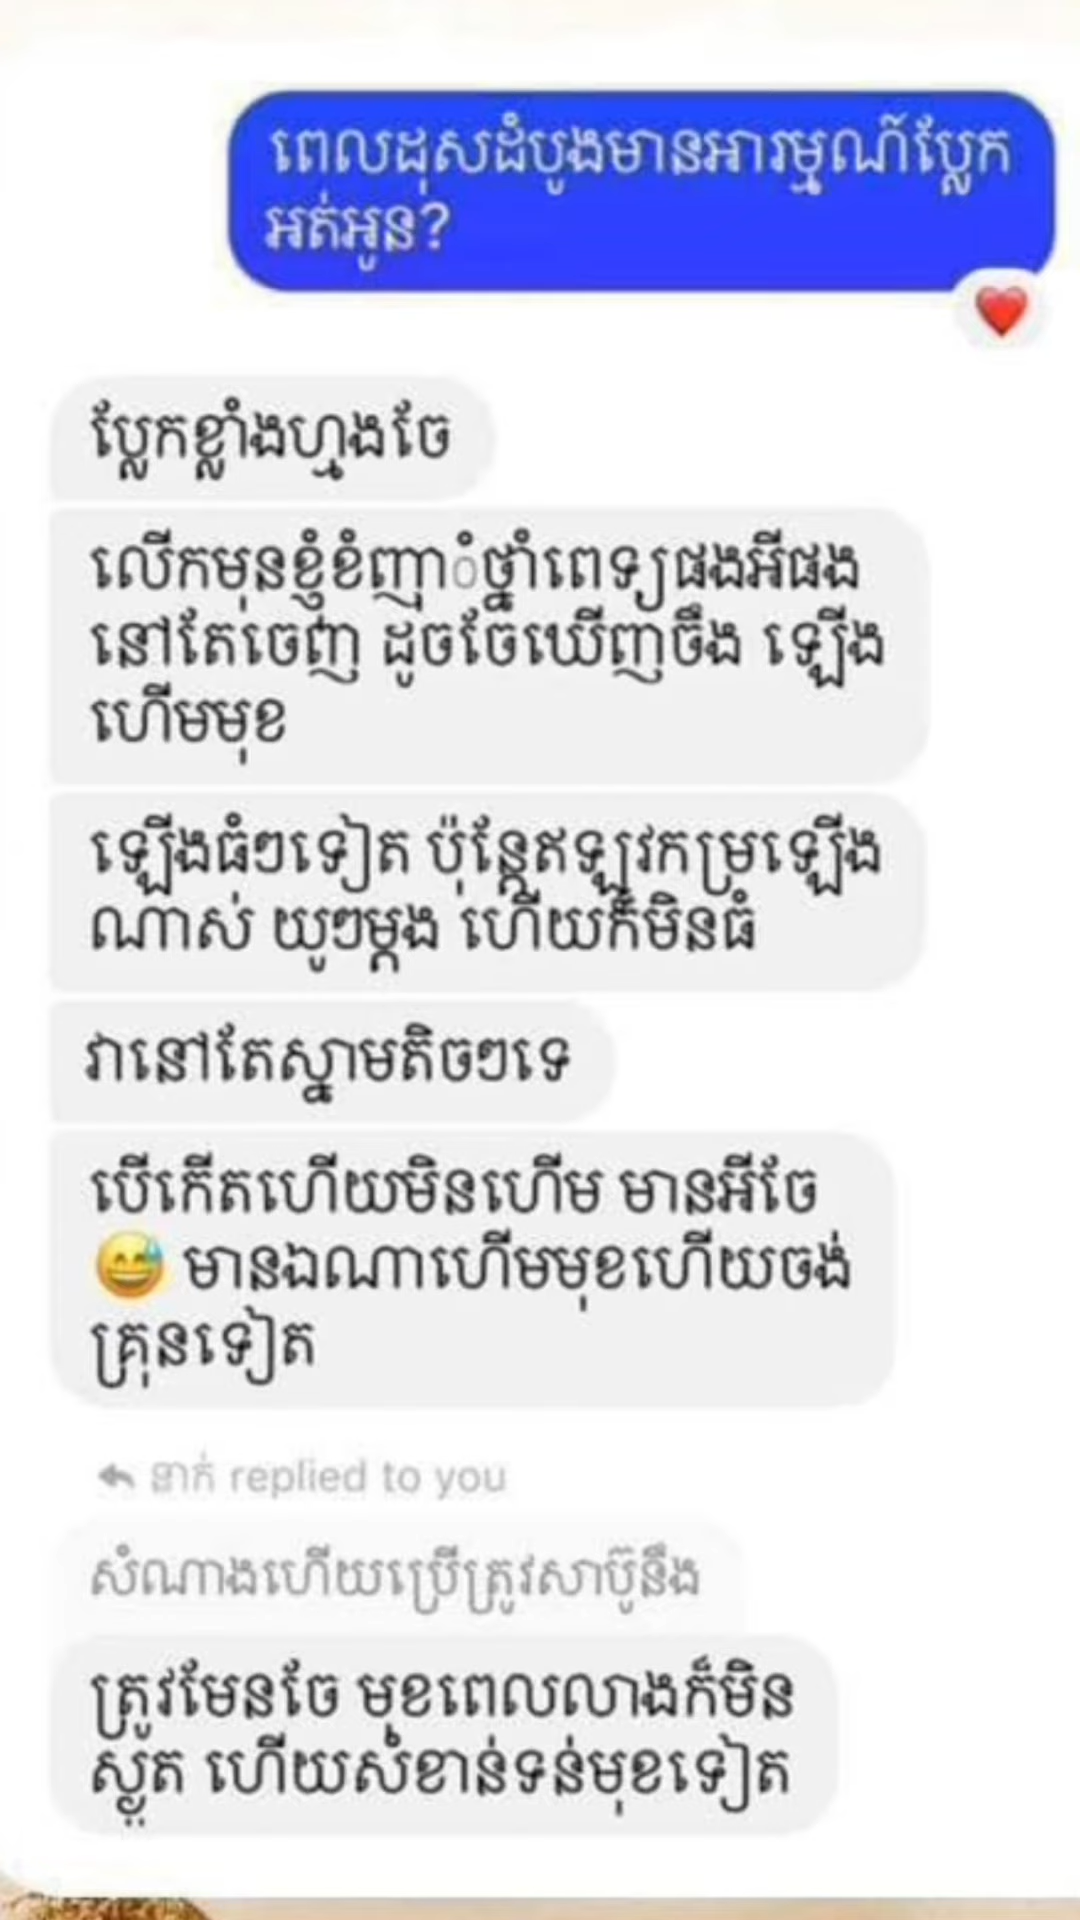 ពេលដុសដំបូងមានអារម្មណ៍ប្លែក
អត់អូន?
ប្លែកខ្លាំងហ្មងចែ
លើកមុនខ្ញុំខំញ៉ាំថ្នាំពេទ្យផងអីផង
នៅតែចេញ ដូចចែឃើញចឹង ឡើង
ហើមមុខ
ឡើងធំៗទៀត ប៉ុន្តែឥឡូវកម្រឡើង
ណាស់ យូៗម្ដង ហើយក៏មិនធំ
វានៅតែស្នាមតិចៗទេ
បើកើតហើយមិនហើម មានអីចែ
😅 មានឯណាហើមមុខហើយចង់
គ្រុនទៀត
នាក់ replied to you
សំណាងហើយប្រើត្រូវសាប៊ូនឹង
ត្រូវមែនចែ មុខពេលលាងក៏មិន
ស្ងួត ហើយសំខាន់ទន់មុខទៀត